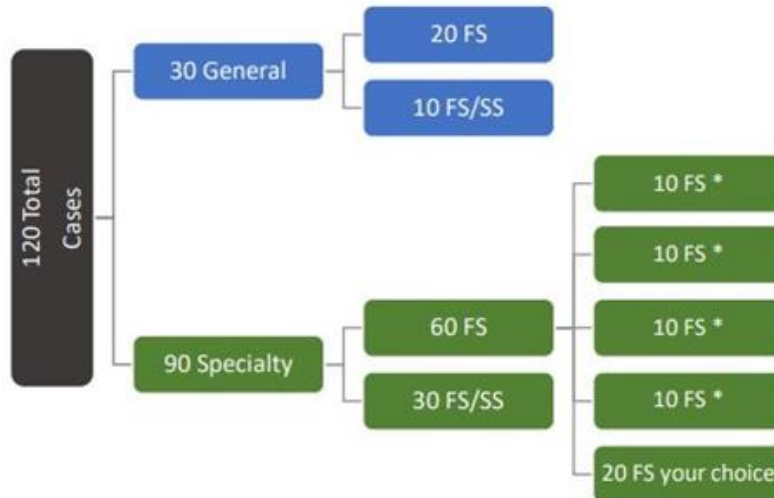 120 Total
Cases
30 General
20 FS
10 FS/SS
90 Specialty
60 FS
30 FS/SS
10 FS *
10 FS *
10 FS *
10 FS *
20 FS your choice